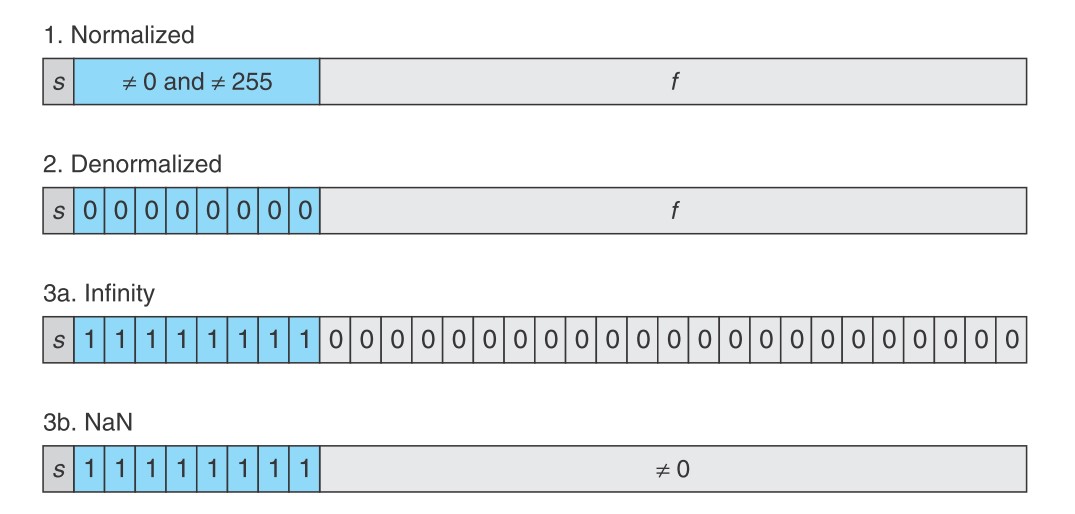 1. Normalized
s ≠ 0 and ≠ 255 f
2. Denormalized
s 0 0 0 0 0 0 0 0 f
3a. Infinity
s 1 1 1 1 1 1 1 1 0 0 0 0 0 0 0 0 0 0 0 0 0 0 0 0 0 0 0 0 0 0 0
3b. NaN
s 1 1 1 1 1 1 1 1 ≠ 0